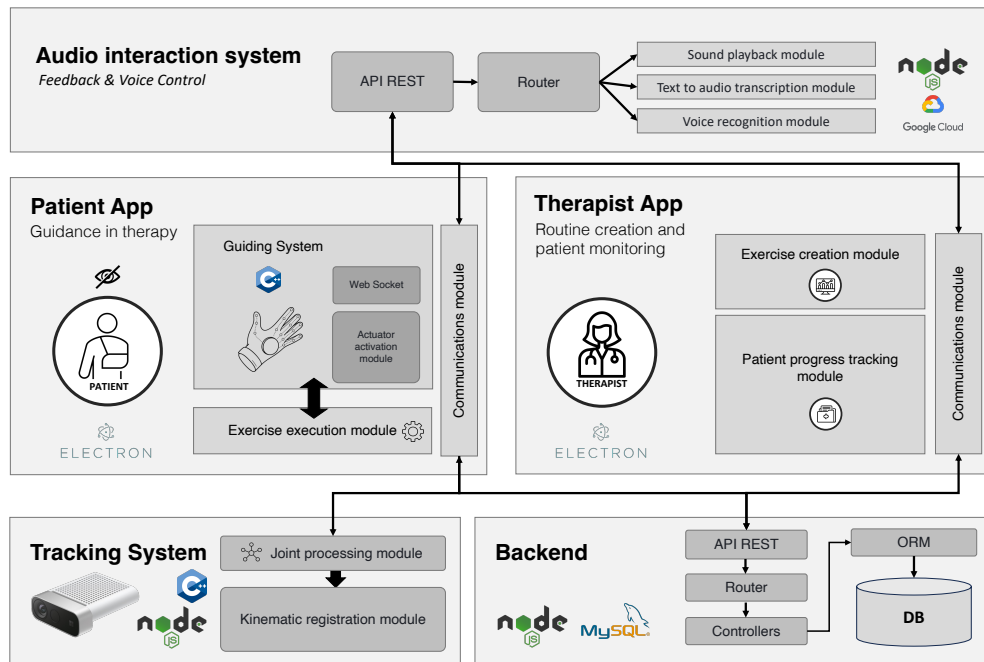 Audio interaction system
Feedback & Voice Control
API REST
Router
Sound playback module
Text to audio transcription module
Voice recognition module
node
JS
Google Cloud
Patient App
Guidance in therapy
PATIENT
ELECTRON
Guiding System
C++
Web Socket
Actuator
activation
module
Exercise execution module
Communications module
Therapist App
Routine creation and
patient monitoring
THERAPIST
ELECTRON
Exercise creation module
Patient progress tracking
module
Communications module
Tracking System
C++
node
JS
Joint processing module
Kinematic registration module
Backend
node
JS
MySQL®
API REST
Router
Controllers
ORM
DB